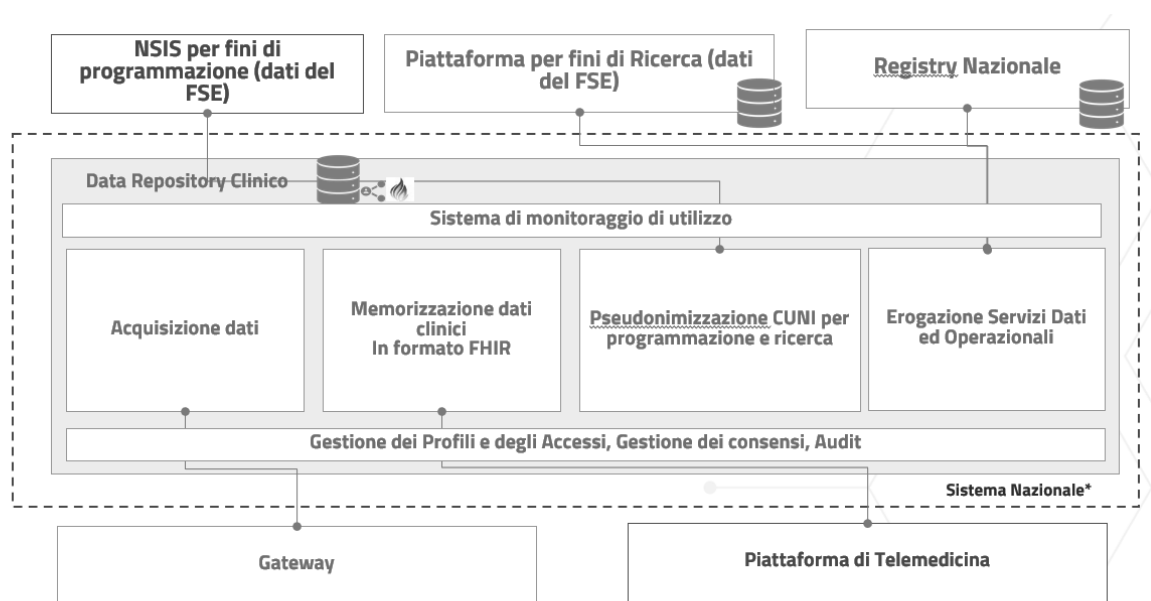 NSIS per fini di
programmazione (dati del
FSE)
Piattaforma per fini di Ricerca (dati
del FSE)
Registry Nazionale
Data Repository Clinico
Sistema di monitoraggio di utilizzo
Acquisizione dati
Memorizzazione dati
clinici
In formato FHIR
Pseudonimizzazione CUNI per
programmazione e ricerca
Erogazione Servizi Dati
ed Operazionali
Gestione dei Profili e degli Accessi, Gestione dei consensi, Audit
Sistema Nazionale*
Gateway
Piattaforma di Telemedicina